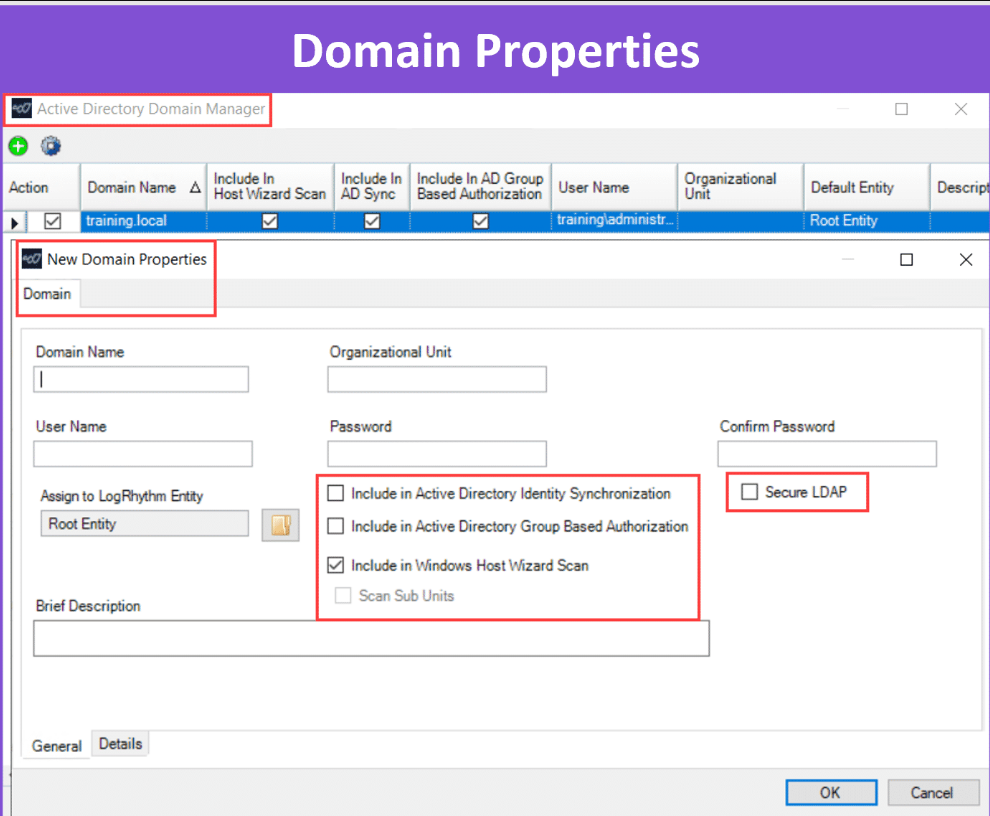 Domain Properties
Active Directory Domain Manager
Action
Domain Name
Include In
Host Wizard Scan
Include In
AD Sync
Include In AD Group
Based Authorization
User Name
Organizational
Unit
Default Entity
Descript
training.local
training\administr...
Root Entity
New Domain Properties
Domain
Domain Name
Organizational Unit
User Name
Password
Confirm Password
Assign to LogRhythm Entity
Root Entity
Include in Active Directory Identity Synchronization
Secure LDAP
Include in Active Directory Group Based Authorization
Include in Windows Host Wizard Scan
Scan Sub Units
Brief Description
General
Details
OK
Cancel